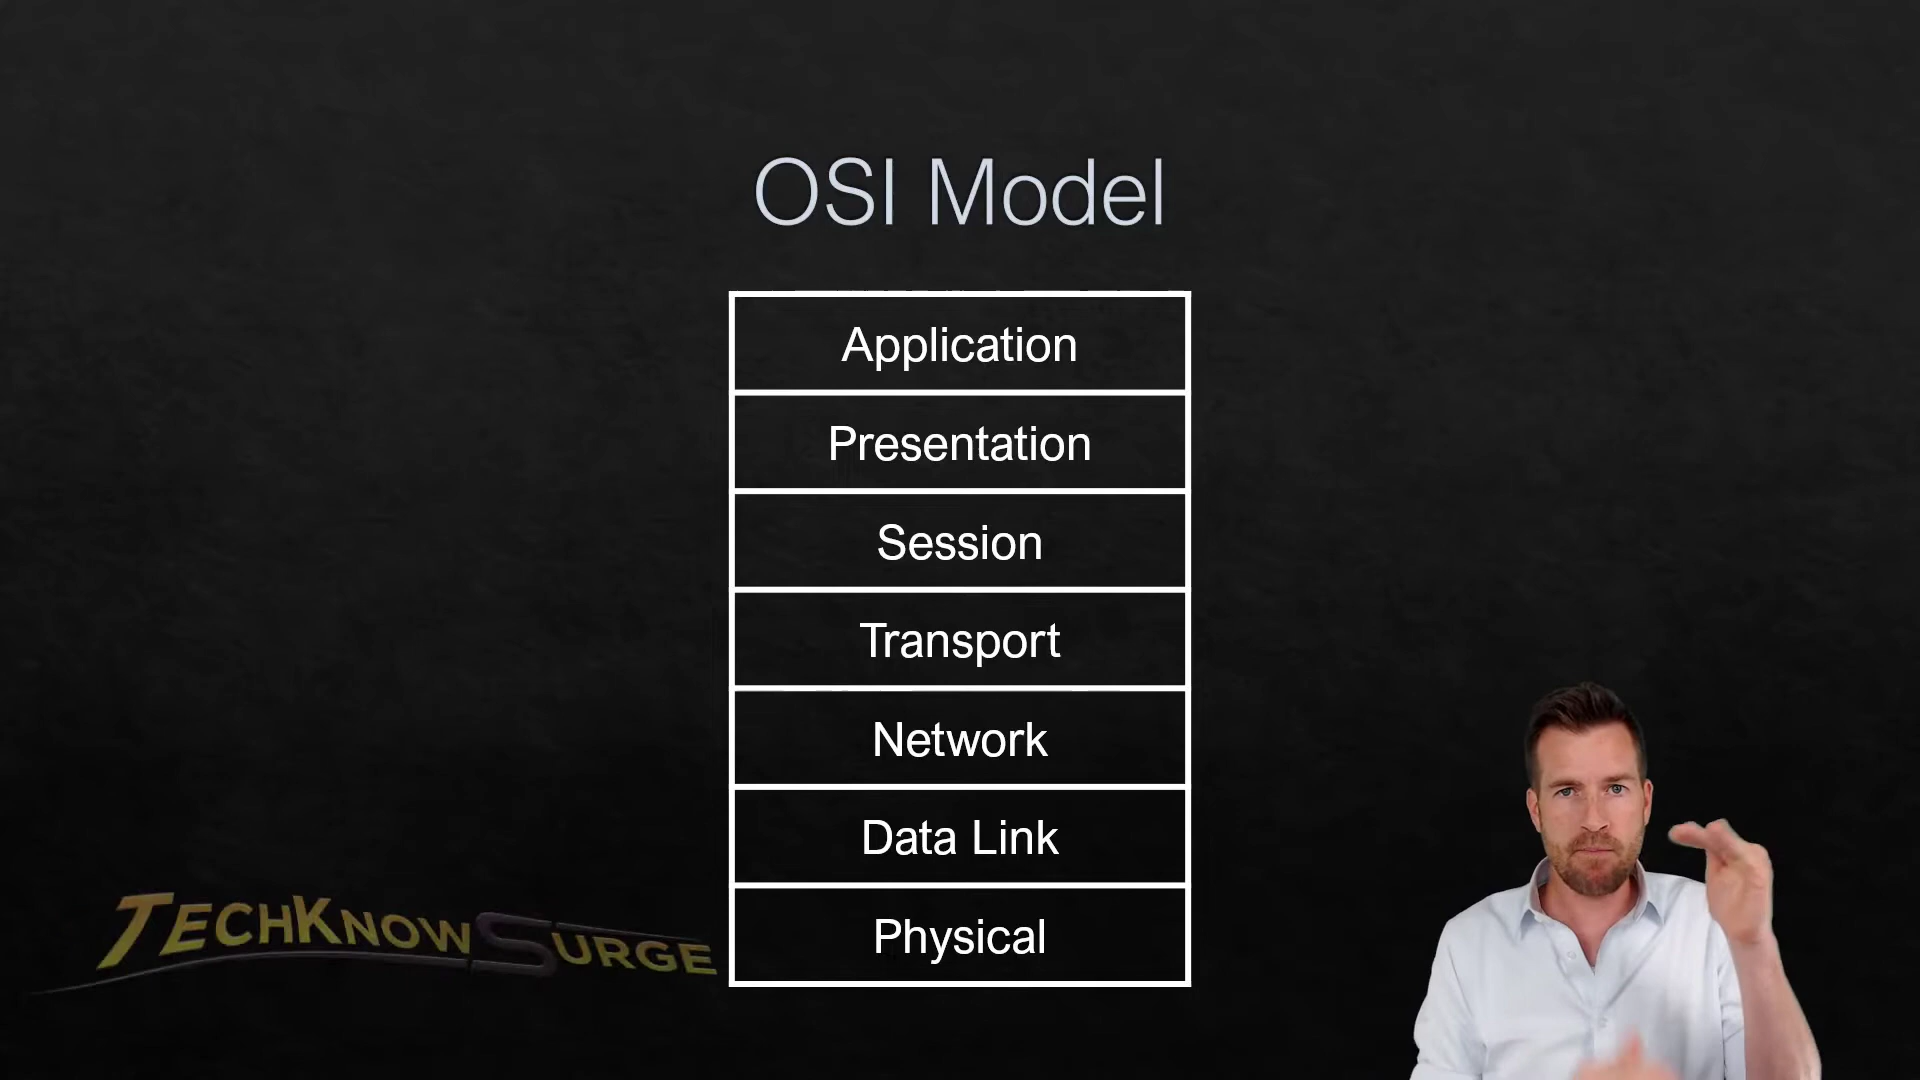 OSI Model
Application
Presentation
Session
Transport
Network
Data Link
Physical
TECHKNOWSURGE